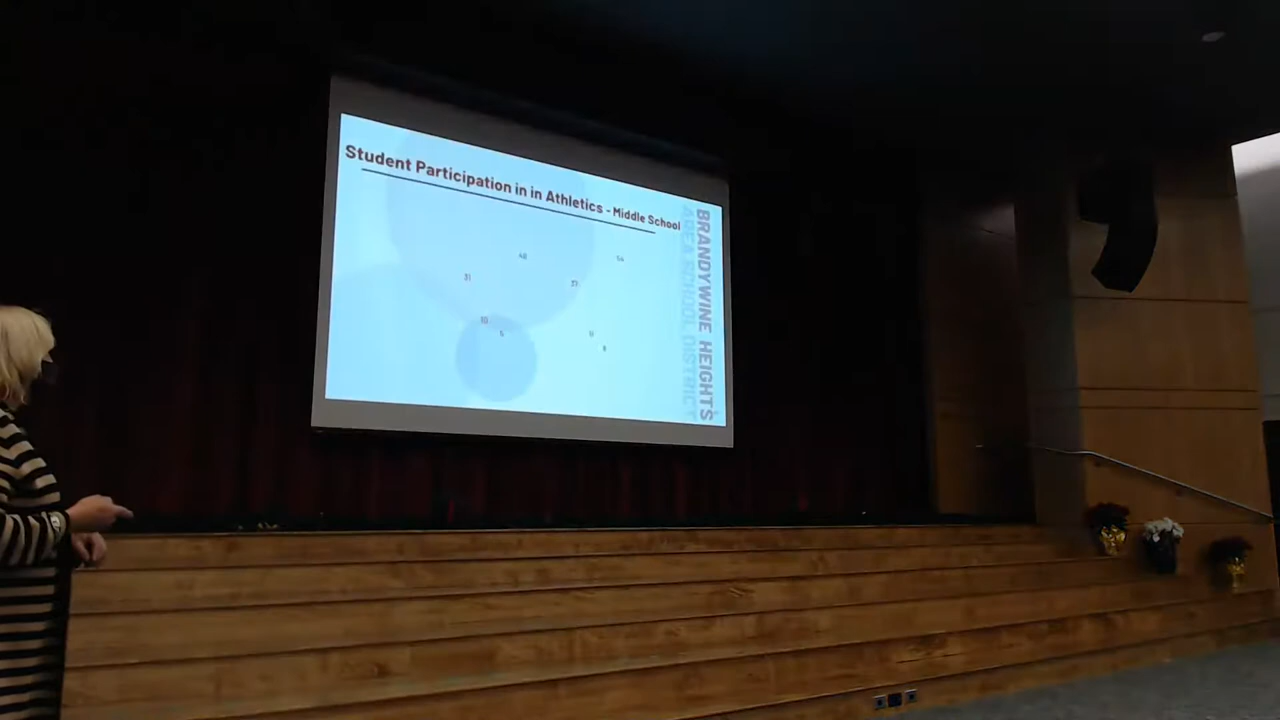 Student Participation in in Athletics - Middle School
46
54
31
27
10
5
9
8
BRANDYWINE HEIGHTS
AREA SCHOOL DISTRICT